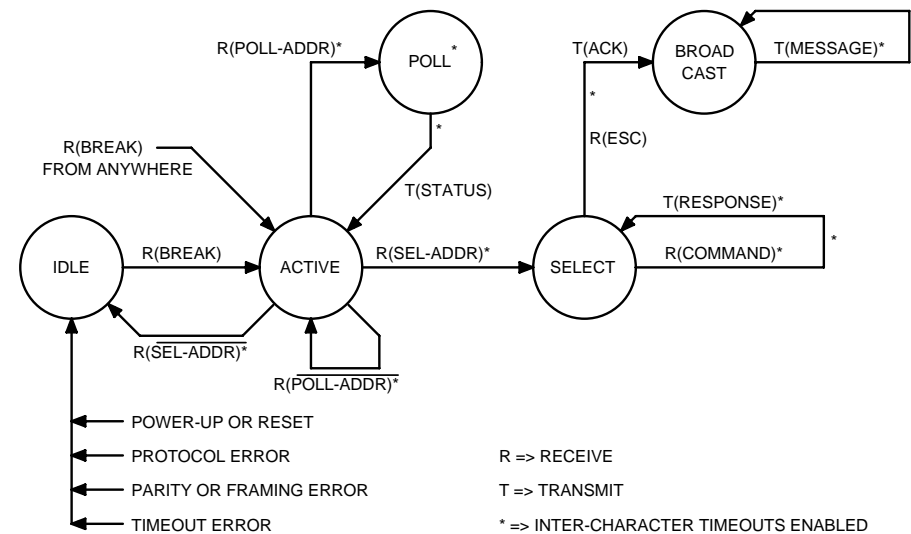 R(POLL-ADDR)*
POLL*
T(ACK)
BROAD
CAST
T(MESSAGE)*
*
*
R(ESC)
R(BREAK)
FROM ANYWHERE
T(STATUS)
T(RESPONSE)*
*
IDLE
R(BREAK)
ACTIVE
R(SEL-ADDR)*
SELECT
R(COMMAND)*
R(SEL-ADDR)*
R(POLL-ADDR)*
POWER-UP OR RESET
PROTOCOL ERROR
R => RECEIVE
PARITY OR FRAMING ERROR
T => TRANSMIT
TIMEOUT ERROR
* => INTER-CHARACTER TIMEOUTS ENABLED